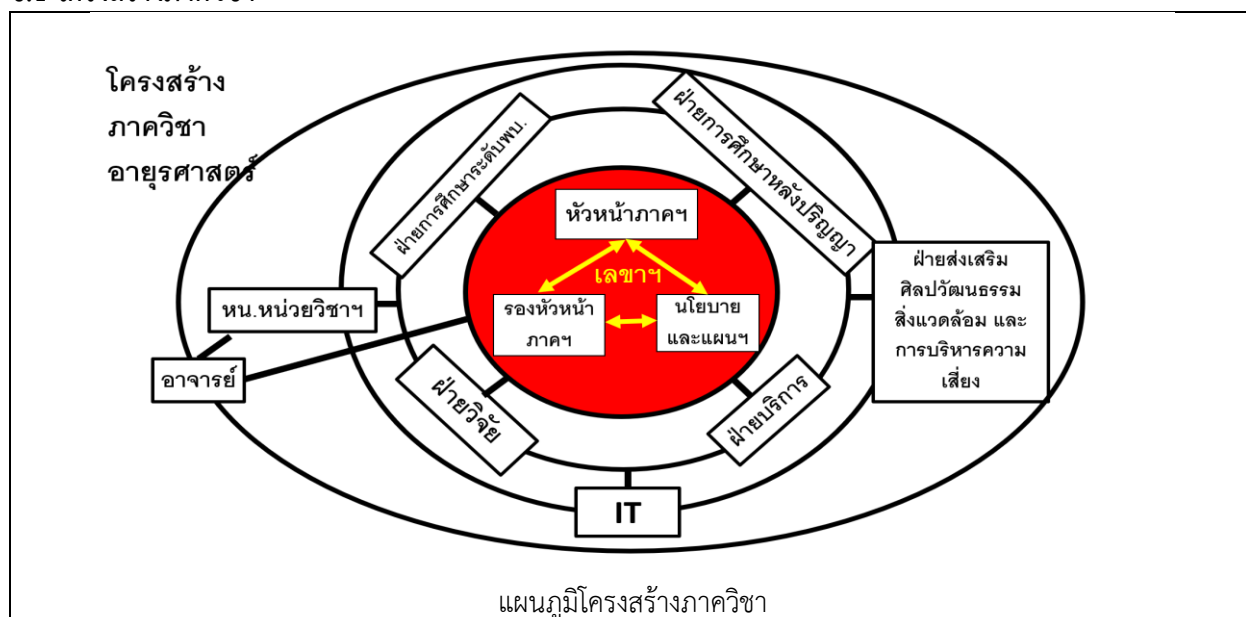 โครงสร้าง
ภาควิชา
อายุรศาสตร์
ฝ่ายการศึกษาระดับพบ.
ฝ่ายการศึกษาหลังปริญญา
หัวหน้าภาคฯ
เลขาฯ
รองหัวหน้า
ภาคฯ
นโยบาย
และแผนฯ
ฝ่ายส่งเสริม
ศิลปวัฒนธรรม
สิ่งแวดล้อม และ
การบริหารความ
เสี่ยง
หน.หน่วยวิชาฯ
อาจารย์
ฝ่ายวิจัย
ฝ่ายบริการ
IT
แผนภูมิโครงสร้างภาควิชา